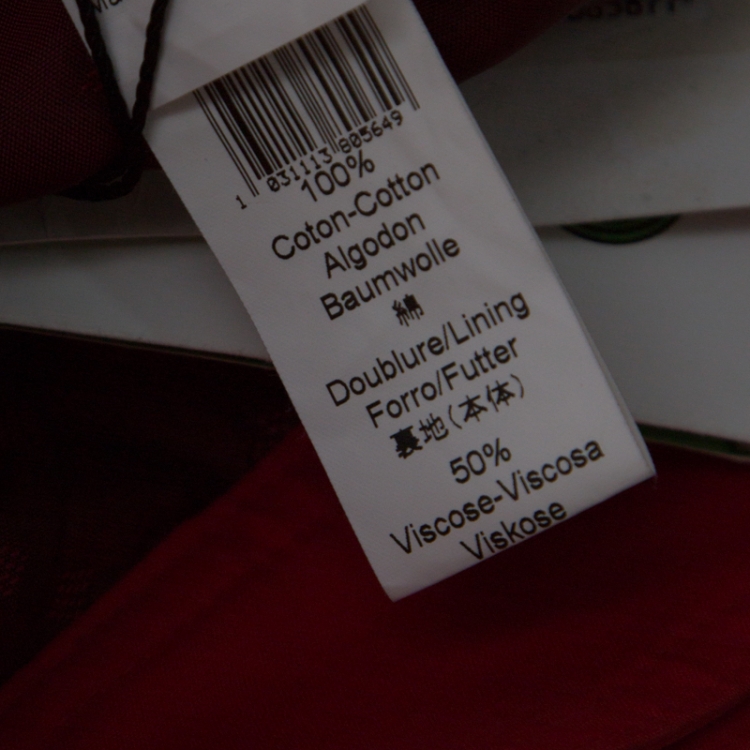 1 031113 805649
100%
Coton-Cotton
Algodon
Baumwolle
綿
Doublure/Lining
Forro/Futter
裏地(本体)
50%
Viscose-Viscosa
Viskose